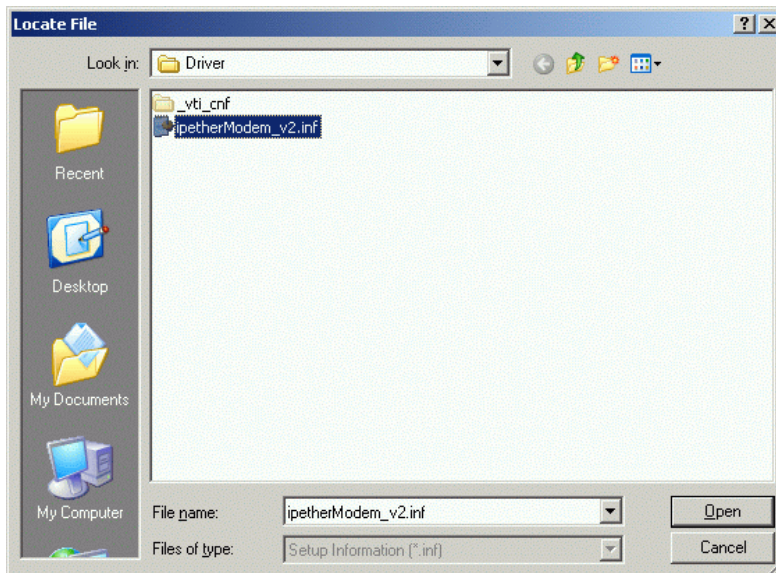 Locate File
Look in: Driver
_vti_cnf
ipetherModem_v2.inf
Recent
Desktop
My Documents
My Computer
File name: ipetherModem_v2.inf Open
Files of type: Setup Information (*.inf) Cancel